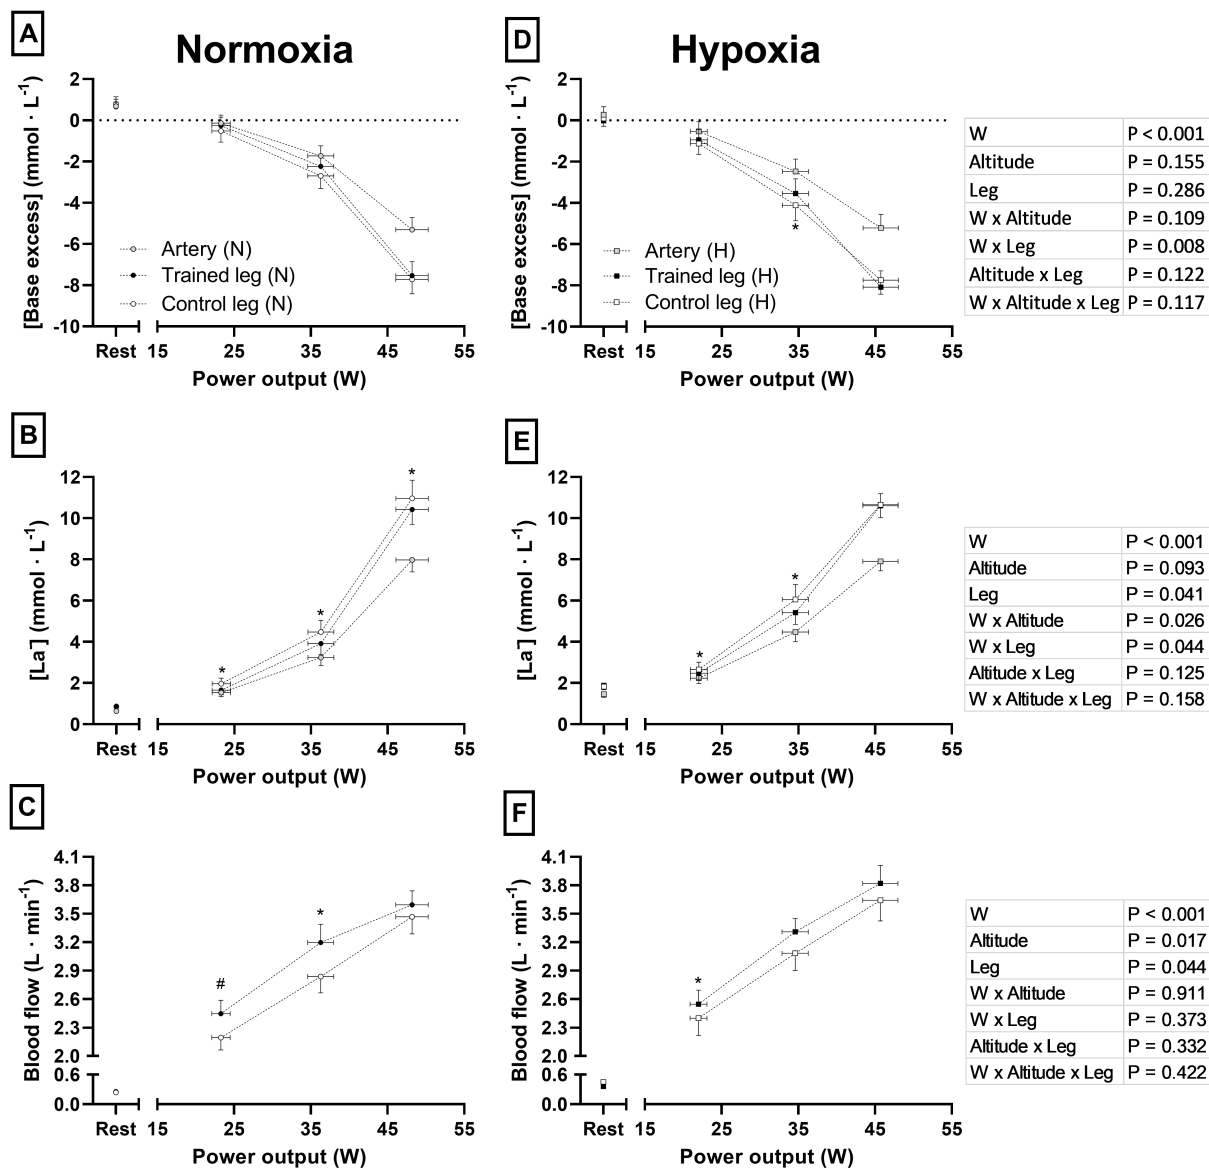 A
Normoxia
[Base excess] (mmol · L⁻¹)
2
0
-2
-4
-6
-8
-10
Artery (N)
Trained leg (N)
Control leg (N)
Rest 15 25 35 45 55
Power output (W)
D
Hypoxia
[Base excess] (mmol · L⁻¹)
2
0
-2
-4
-6
-8
-10
*
Artery (H)
Trained leg (H)
Control leg (H)
Rest 15 25 35 45 55
Power output (W)
W P < 0.001
Altitude P = 0.155
Leg P = 0.286
W x Altitude P = 0.109
W x Leg P = 0.008
Altitude x Leg P = 0.122
W x Altitude x Leg P = 0.117
B
[La⁻] (mmol · L⁻¹)
12
10
8
6
4
2
0
* * *
Rest 15 25 35 45 55
Power output (W)
E
[La⁻] (mmol · L⁻¹)
12
10
8
6
4
2
0
* *
Rest 15 25 35 45 55
Power output (W)
W P < 0.001
Altitude P = 0.093
Leg P = 0.041
W x Altitude P = 0.026
W x Leg P = 0.044
Altitude x Leg P = 0.125
W x Altitude x Leg P = 0.158
C
Blood flow (L · min⁻¹)
4.1
3.8
3.5
3.2
2.9
2.6
2.3
2.0
0.6
0.0
# *
Rest 15 25 35 45 55
Power output (W)
F
Blood flow (L · min⁻¹)
4.1
3.8
3.5
3.2
2.9
2.6
2.3
2.0
0.6
0.0
*
Rest 15 25 35 45 55
Power output (W)
W P < 0.001
Altitude P = 0.017
Leg P = 0.044
W x Altitude P = 0.911
W x Leg P = 0.373
Altitude x Leg P = 0.332
W x Altitude x Leg P = 0.422